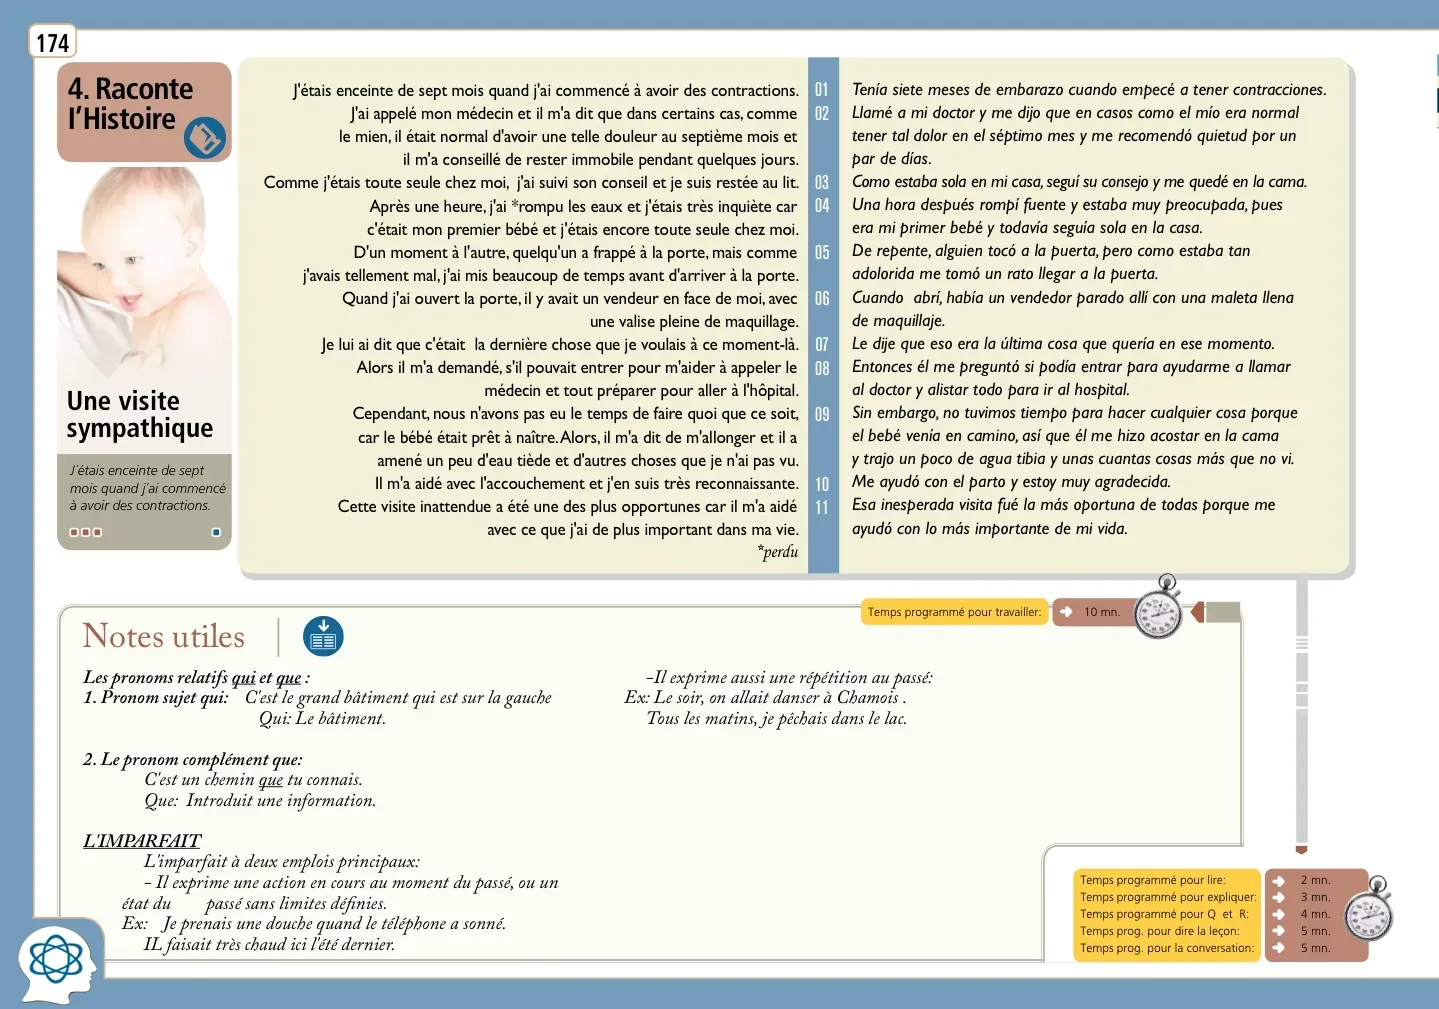 174
4. Raconte
l'Histoire
Une visite
sympathique
J'étais enceinte de sept
mois quand j'ai commencé
à avoir des contractions.
J'étais enceinte de sept mois quand j'ai commencé à avoir des contractions.
J'ai appelé mon médecin et il m'a dit que dans certains cas, comme
le mien, il était normal d'avoir une telle douleur au septième mois et
il m'a conseillé de rester immobile pendant quelques jours.
Comme j'étais toute seule chez moi, j'ai suivi son conseil et je suis restée au lit.
Après une heure, j'ai *rompu les eaux et j'étais très inquiète car
c'était mon premier bébé et j'étais encore toute seule chez moi.
D'un moment à l'autre, quelqu'un a frappé à la porte, mais comme
j'avais tellement mal, j'ai mis beaucoup de temps avant d'arriver à la porte.
Quand j'ai ouvert la porte, il y avait un vendeur en face de moi, avec
une valise pleine de maquillage.
Je lui ai dit que c'était la dernière chose que je voulais à ce moment-là.
Alors il m'a demandé, s'il pouvait entrer pour m'aider à appeler le
médecin et tout préparer pour aller à l'hôpital.
Cependant, nous n'avons pas eu le temps de faire quoi que ce soit,
car le bébé était prêt à naître. Alors, il m'a dit de m'allonger et il a
amené un peu d'eau tiède et d'autres choses que je n'ai pas vu.
Il m'a aidé avec l'accouchement et j'en suis très reconnaissante.
Cette visite inattendue a été une des plus opportunes car il m'a aidé
avec ce que j'ai de plus important dans ma vie.
*perdu
01
02
03
04
05
06
07
08
09
10
11
Tenía siete meses de embarazo cuando empecé a tener contracciones.
Llamé a mi doctor y me dijo que en casos como el mío era normal
tener tal dolor en el séptimo mes y me recomendó quietud por un
par de días.
Como estaba sola en mi casa, seguí su consejo y me quedé en la cama.
Una hora después rompí fuente y estaba muy preocupada, pues
era mi primer bebé y todavía seguía sola en la casa.
De repente, alguien tocó a la puerta, pero como estaba tan
adolorida me tomó un rato llegar a la puerta.
Cuando abrí, había un vendedor parado allí con una maleta llena
de maquillaje.
Le dije que eso era la última cosa que quería en ese momento.
Entonces él me preguntó si podía entrar para ayudarme a llamar
al doctor y alistar todo para ir al hospital.
Sin embargo, no tuvimos tiempo para hacer cualquier cosa porque
el bebé venía en camino, así que él me hizo acostar en la cama
y trajo un poco de agua tibia y unas cuantas cosas más que no vi.
Me ayudó con el parto y estoy muy agradecida.
Esa inesperada visita fué la más oportuna de todas porque me
ayudó con lo más importante de mi vida.
Temps programmé pour travailler: 10 mn.
Notes utiles
Les pronoms relatifs qui et que :
1. Pronom sujet qui: C'est le grand bâtiment qui est sur la gauche
Qui: Le bâtiment.
2. Le pronom complément que:
C'est un chemin que tu connais.
Que: Introduit une information.
L'IMPARFAIT
L'imparfait à deux emplois principaux:
- Il exprime une action en cours au moment du passé, ou un
état du passé sans limites définies.
Ex: Je prenais une douche quand le téléphone a sonné.
IL faisait très chaud ici l'été dernier.
-Il exprime aussi une répétition au passé:
Ex: Le soir, on allait danser à Chamois .
Tous les matins, je pêchais dans le lac.
Temps programmé pour lire: 2 mn.
Temps programmé pour expliquer: 3 mn.
Temps programmé pour Q et R: 4 mn.
Temps prog. pour dire la leçon: 5 mn.
Temps prog. pour la conversation: 5 mn.